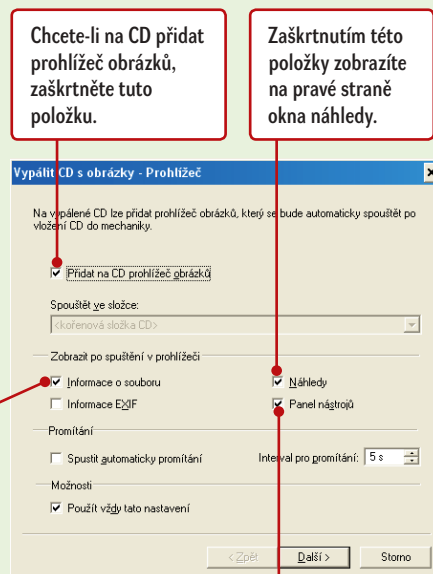 Chcete-li na CD přidat
prohlížeč obrázků,
zaškrtněte tuto
položku.
Zaškrtnutím této
položky zobrazíte
na pravé straně
okna náhledy.
Vypálit CD s obrázky - Prohlížeč
Na vypálené CD lze přidat prohlížeč obrázků, který se bude automaticky spouštět po
vložení CD do mechaniky.
Přidat na CD prohlížeč obrázků
Spouštět ve složce:
<kořenová složka CD>
Zobrazit po spuštění v prohlížeči
Informace o souboru
Náhledy
Informace EXIF
Panel nástrojů
Promítání
Spustit automaticky promítání
Interval pro promítání: 5 s
Možnosti
Použít vždy tato nastavení
< Zpět
Další >
Storno